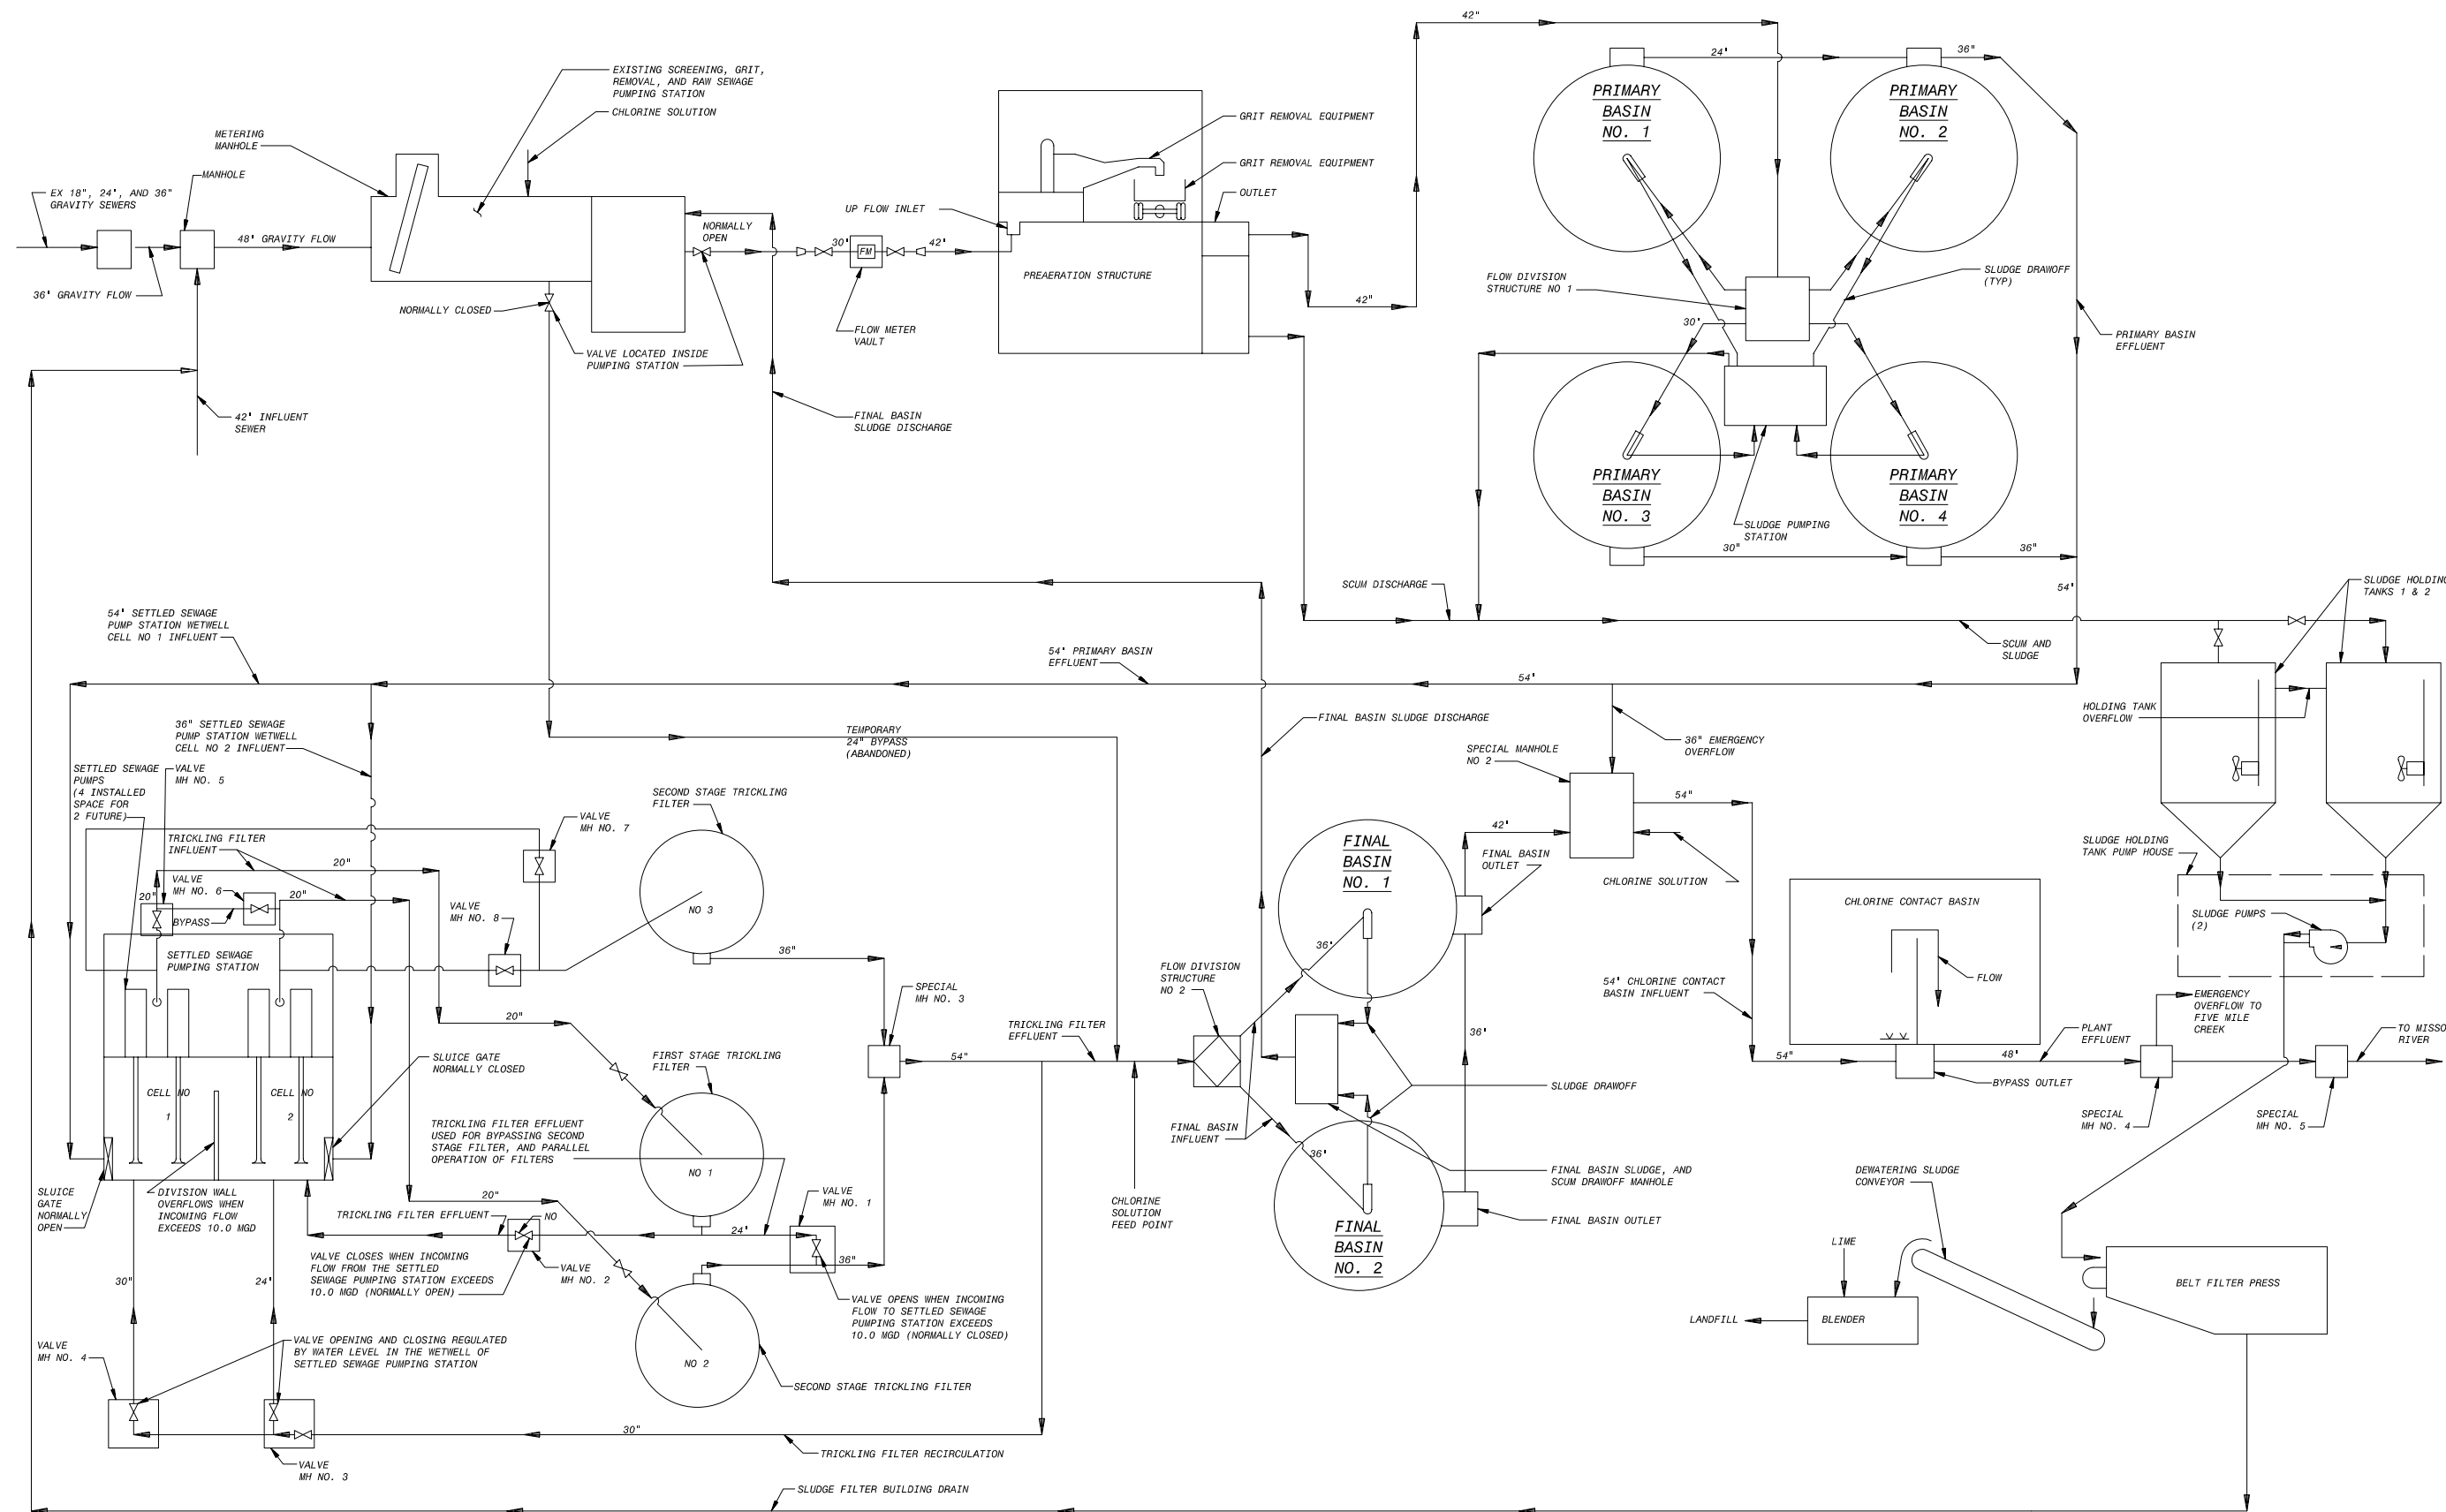 42"
24'
36"
EXISTING SCREENING, GRIT,
REMOVAL, AND RAW SEWAGE
PUMPING STATION
CHLORINE SOLUTION
METERING
MANHOLE
MANHOLE
EX 18", 24', AND 36"
GRAVITY SEWERS
48' GRAVITY FLOW
36' GRAVITY FLOW
NORMALLY CLOSED
VALVE LOCATED INSIDE
PUMPING STATION
42' INFLUENT
SEWER
NORMALLY
OPEN
30'
FM
42'
FLOW METER
VAULT
FINAL BASIN
SLUDGE DISCHARGE
UP FLOW INLET
GRIT REMOVAL EQUIPMENT
GRIT REMOVAL EQUIPMENT
OUTLET
PREAERATION STRUCTURE
42"
PRIMARY
BASIN
NO. 1
PRIMARY
BASIN
NO. 2
FLOW DIVISION
STRUCTURE NO 1
SLUDGE DRAWOFF
(TYP)
30'
PRIMARY BASIN
EFFLUENT
PRIMARY
BASIN
NO. 3
PRIMARY
BASIN
NO. 4
SLUDGE PUMPING
STATION
30"
36"
54'
SCUM DISCHARGE
SLUDGE HOLDING
TANKS 1 & 2
SCUM AND
SLUDGE
54' SETTLED SEWAGE
PUMP STATION WETWELL
CELL NO 1 INFLUENT
54' PRIMARY BASIN
EFFLUENT
54'
HOLDING TANK
OVERFLOW
36" SETTLED SEWAGE
PUMP STATION WETWELL
CELL NO 2 INFLUENT
TEMPORARY
24" BYPASS
(ABANDONED)
FINAL BASIN SLUDGE DISCHARGE
36" EMERGENCY
OVERFLOW
SPECIAL MANHOLE
NO 2
SETTLED SEWAGE
PUMPS
(4 INSTALLED
SPACE FOR
2 FUTURE)
VALVE
MH NO. 5
SECOND STAGE TRICKLING
FILTER
VALVE
MH NO. 7
54"
TRICKLING FILTER
INFLUENT
20"
42'
FINAL BASIN
OUTLET
CHLORINE SOLUTION
SLUDGE HOLDING
TANK PUMP HOUSE
VALVE
MH NO. 6
20"
20"
BYPASS
VALVE
MH NO. 8
NO 3
FINAL
BASIN
NO. 1
CHLORINE CONTACT BASIN
SLUDGE PUMPS
(2)
SETTLED SEWAGE
PUMPING STATION
36"
36'
FLOW DIVISION
STRUCTURE
NO 2
FLOW
54' CHLORINE CONTACT
BASIN INFLUENT
SPECIAL
MH NO. 3
EMERGENCY
OVERFLOW TO
FIVE MILE
CREEK
20"
TRICKLING FILTER
EFFLUENT
36'
PLANT
EFFLUENT
TO MISSO
RIVER
SLUICE GATE
NORMALLY CLOSED
FIRST STAGE TRICKLING
FILTER
54"
54"
48'
CELL NO
1
CELL NO
2
SLUDGE DRAWOFF
BYPASS OUTLET
TRICKLING FILTER EFFLUENT
USED FOR BYPASSING SECOND
STAGE FILTER, AND PARALLEL
OPERATION OF FILTERS
NO 1
FINAL BASIN
INFLUENT
36'
SPECIAL
MH NO. 4
SPECIAL
MH NO. 5
FINAL BASIN SLUDGE, AND
SCUM DRAWOFF MANHOLE
DEWATERING SLUDGE
CONVEYOR
SLUICE
GATE
NORMALLY
OPEN
DIVISION WALL
OVERFLOWS WHEN
INCOMING FLOW
EXCEEDS 10.0 MGD
20"
VALVE
MH NO. 1
CHLORINE
SOLUTION
FEED POINT
TRICKLING FILTER EFFLUENT
NO
24'
FINAL BASIN OUTLET
FINAL
BASIN
NO. 2
LIME
VALVE CLOSES WHEN INCOMING
FLOW FROM THE SETTLED
SEWAGE PUMPING STATION EXCEEDS
10.0 MGD (NORMALLY OPEN)
VALVE
MH NO. 2
36"
30"
24'
BELT FILTER PRESS
VALVE OPENS WHEN INCOMING
FLOW TO SETTLED SEWAGE
PUMPING STATION EXCEEDS
10.0 MGD (NORMALLY CLOSED)
LANDFILL
BLENDER
VALVE
MH NO. 4
VALVE OPENING AND CLOSING REGULATED
BY WATER LEVEL IN THE WETWELL OF
SETTLED SEWAGE PUMPING STATION
NO 2
SECOND STAGE TRICKLING FILTER
30"
TRICKLING FILTER RECIRCULATION
VALVE
MH NO. 3
SLUDGE FILTER BUILDING DRAIN